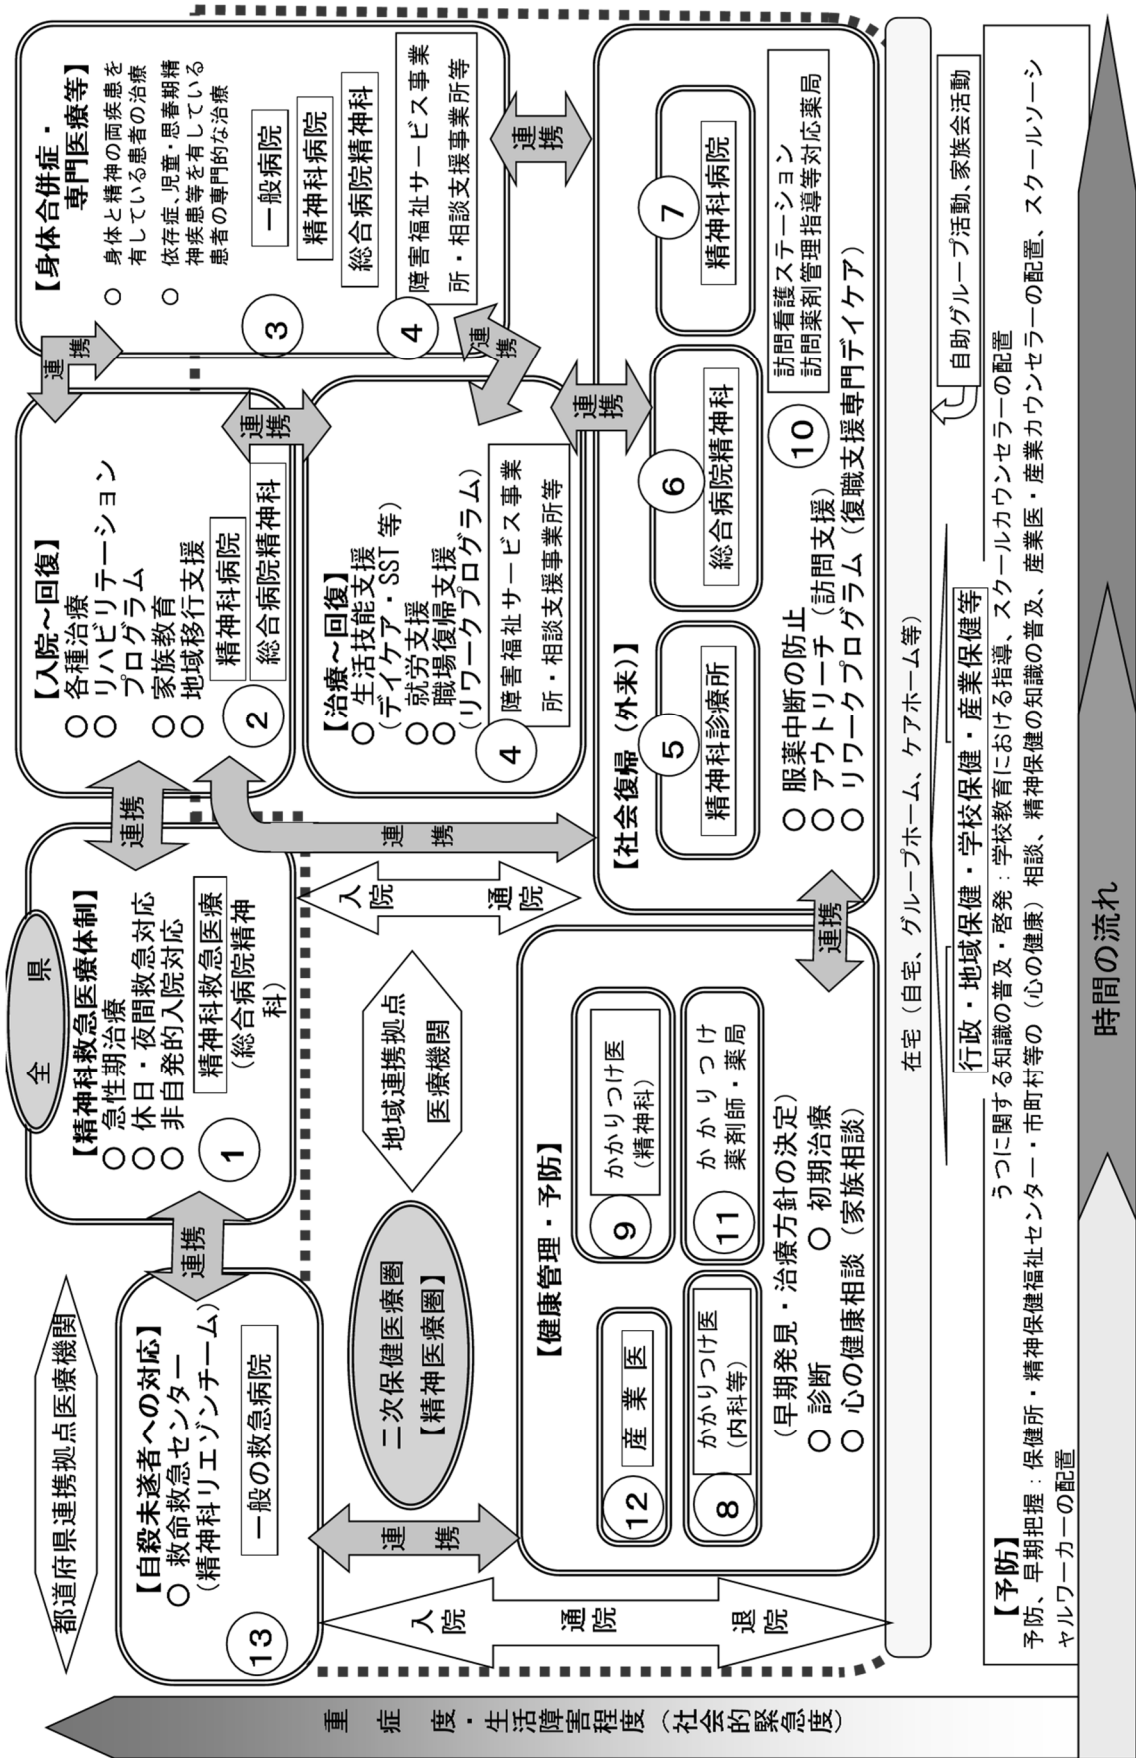 都道府県連携拠点医療機関
全　県
【自殺未遂者への対応】
○ 救命救急センター
（精神科リエゾンチーム）
一般の救急病院
13
連携
【精神科救急医療体制】
○ 急性期治療
○ 休日・夜間救急対応
○ 非自発的入院対応
精神科救急医療
（総合病院精神
科）
1
連携
【入院～回復】
○ 各種治療
○ リハビリテーション
プログラム
○ 家族教育
○ 地域移行支援
精神科病院
総合病院精神科
2
連携
【身体合併症・
専門医療等】
○ 身体と精神の両疾患を
有している患者の治療
○ 依存症、児童・思春期精
神疾患等を有している
患者の専門的な治療
一般病院
精神科病院
総合病院精神科
3
障害福祉サービス事業
所・相談支援事業所等
4
連携
連携
【治療～回復】
○ 生活技能支援
（デイケア・SST 等）
○ 就労支援
○ 職場復帰支援
（リワークプログラム）
障害福祉サービス事業
所・相談支援事業所等
4
連携
連携
連携
二次保健医療圏
【精神医療圏】
地域連携拠点
医療機関
入院
通院
連携
連携
入院
通院
退院
【健康管理・予防】
12
産業医
9
かかりつけ医
（精神科）
8
かかりつけ医
（内科等）
11
かかりつけ
薬剤師・薬局
（早期発見・治療方針の決定）
○ 診断　○ 初期治療
○ 心の健康相談（家族相談）
連携
【社会復帰（外来）】
5
精神科診療所
6
総合病院精神科
7
精神科病院
○ 服薬中断の防止
○ アウトリーチ（訪問支援）
○ リワークプログラム（復職支援専門デイケア）
10
訪問看護ステーション
訪問薬剤管理指導等対応薬局
在宅（自宅、グループホーム、ケアホーム等）
自助グループ活動、家族会活動
行政・地域保健・学校保健・産業保健等
【予防】
うつに関する知識の普及・啓発：学校教育における指導、スクールカウンセラーの配置
予防、早期把握：保健所・精神保健福祉センター・市町村等の（心の健康）相談、精神保健の知識の普及、産業医・産業カウンセラーの配置、スクールソーシ
ャルワーカーの配置
重症度・生活障害程度（社会的緊急度）
時間の流れ